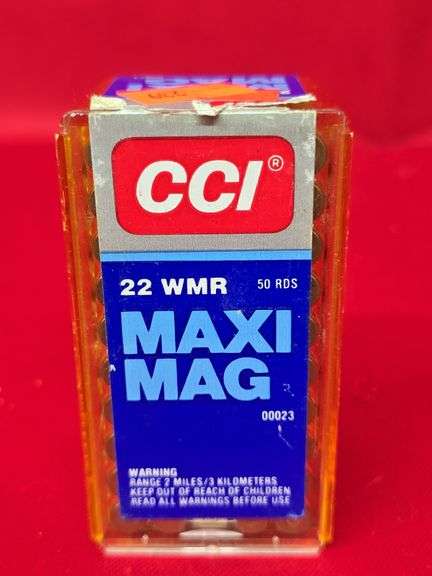 CCI®
22 WMR 50 RDS
MAXI
MAG
00023
WARNING
RANGE 2 MILES/3 KILOMETERS
KEEP OUT OF REACH OF CHILDREN
READ ALL WARNINGS BEFORE USE